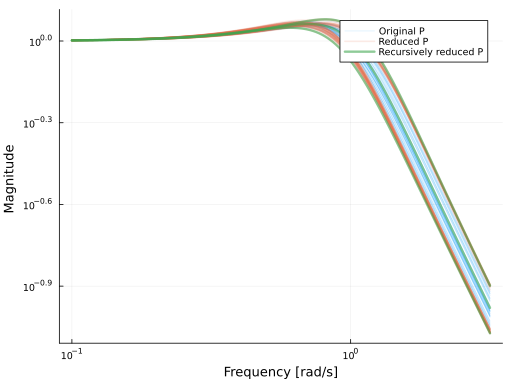 10^0.0
10^-0.3
10^-0.6
10^-0.9
Magnitude
Original P
Reduced P
Recursively reduced P
10^-1
10^0
Frequency [rad/s]